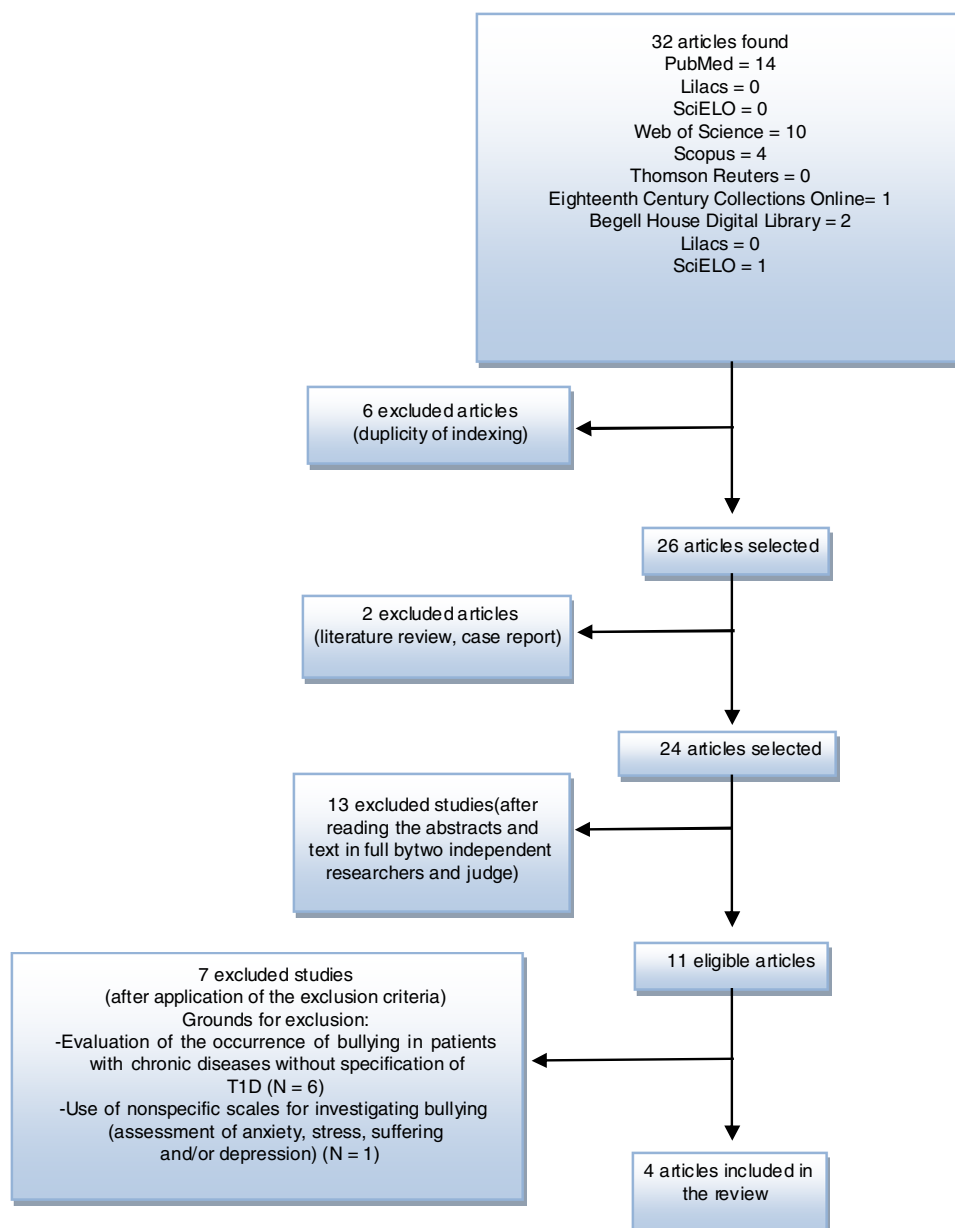 32 articles found
PubMed = 14
Lilacs = 0
SciELO = 0
Web of Science = 10
Scopus = 4
Thomson Reuters = 0
Eighteenth Century Collections Online= 1
Begell House Digital Library = 2
Lilacs = 0
SciELO = 1
6 excluded articles
(duplicity of indexing)
26 articles selected
2 excluded articles
(literature review, case report)
24 articles selected
13 excluded studies(after
reading the abstracts and
text in full bytwo independent
researchers and judge)
11 eligible articles
7 excluded studies
(after application of the exclusion criteria)
Grounds for exclusion:
-Evaluation of the occurrence of bullying in patients
with chronic diseases without specification of
T1D (N = 6)
-Use of nonspecific scales for investigating bullying
(assessment of anxiety, stress, suffering
and/or depression) (N = 1)
4 articles included in
the review